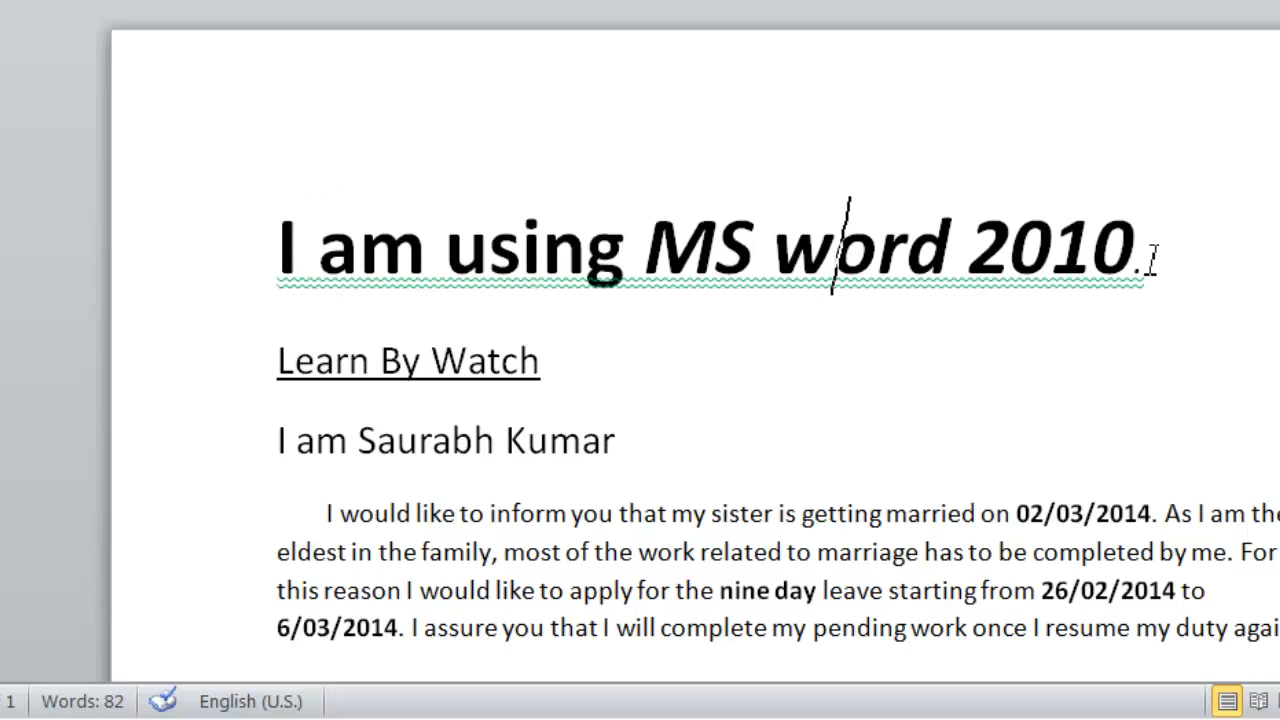 I am using MS word 2010.
Learn By Watch
I am Saurabh Kumar
I would like to inform you that my sister is getting married on 02/03/2014. As I am the
eldest in the family, most of the work related to marriage has to be completed by me. For
this reason I would like to apply for the nine day leave starting from 26/02/2014 to
6/03/2014. I assure you that I will complete my pending work once I resume my duty agai
1 Words: 82 English (U.S.)